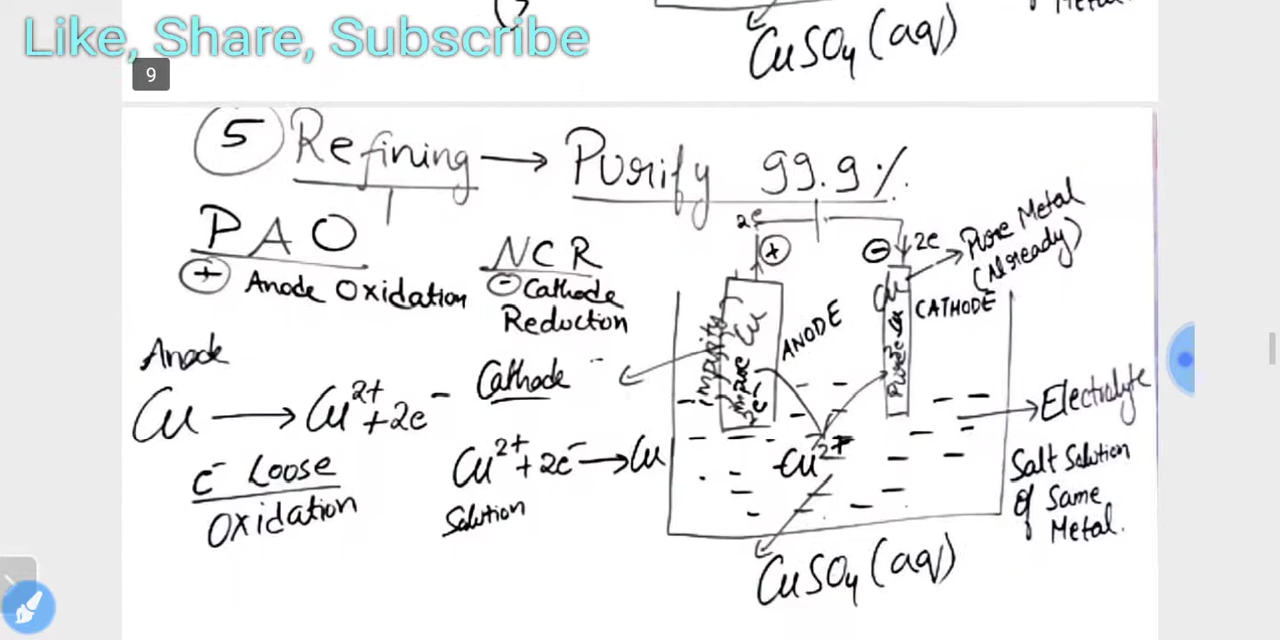 Like, Share, Subscribe
Metal.
CuSO4 (aq)
9
5 Refining → Purify 99.9%
PAO
+ Anode Oxidation
NCR
- Cathode
Reduction
Anode
Cu → Cu2+ + 2e-
e- Loose
Oxidation
Cathode
Cu2+ + 2e- → Cu
Solution
2e
+
-
2e
Pure Metal
(Already)
impurity
impure Cu
2e-
ANODE
Cu
Pure
CATHODE
Cu2+
Electrolyte
Salt Solution
of Same
Metal.
CuSO4 (aq)